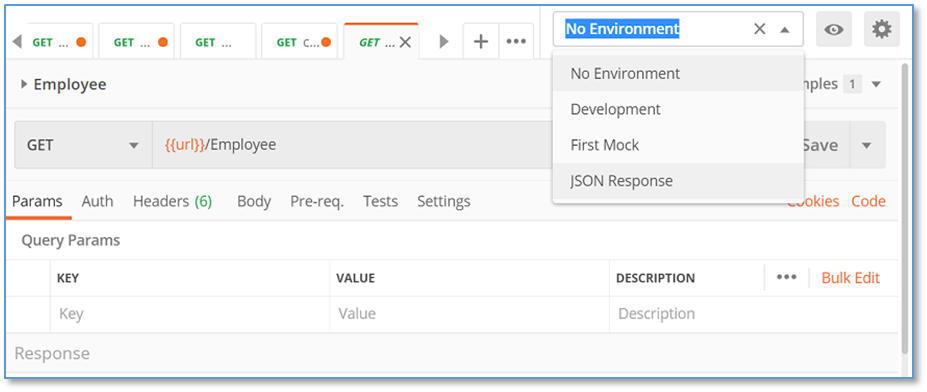 GET ... GET ... GET ... GET C... GET ... No Environment
No Environment
Employee mples 1
Development
GET {{url}}/Employee First Mock Save
JSON Response
Params Auth Headers (6) Body Pre-req. Tests Settings Cookies Code
Query Params
KEY VALUE DESCRIPTION ... Bulk Edit
Key Value Description
Response